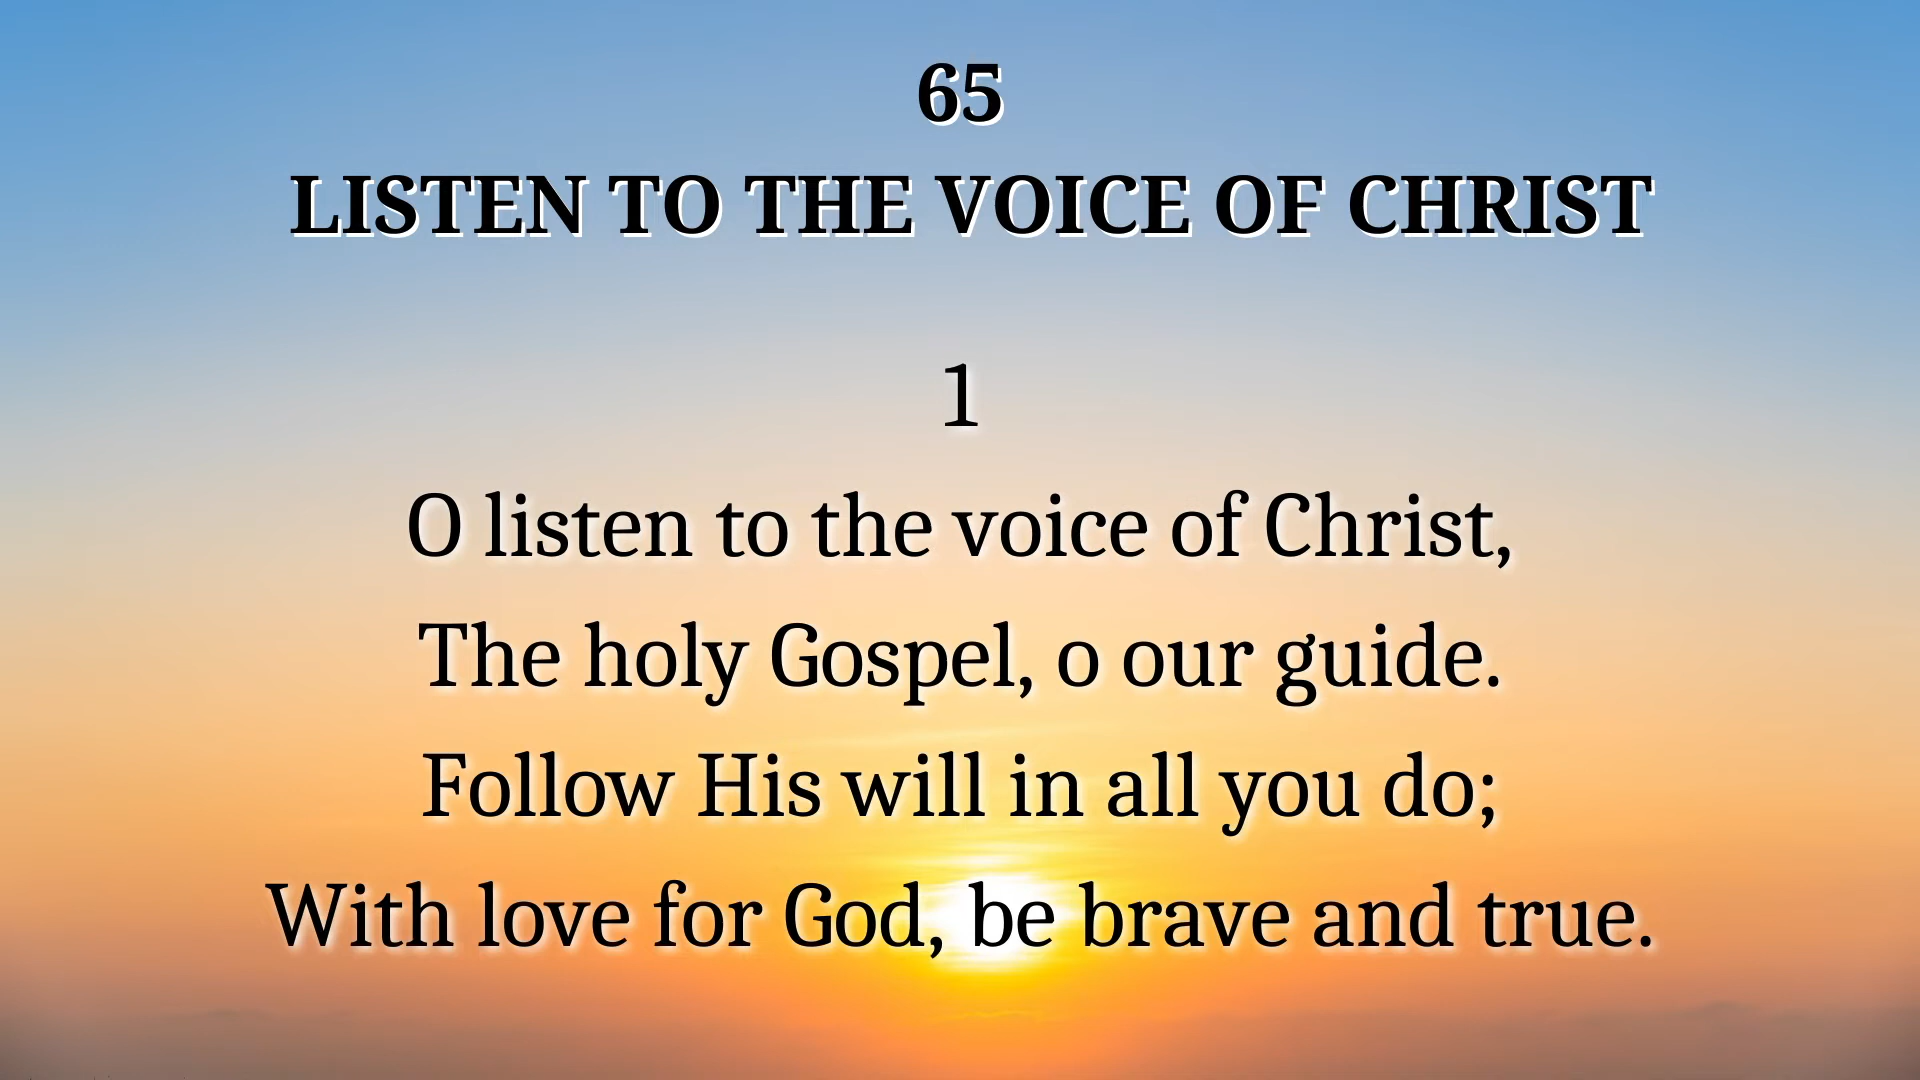 65
LISTEN TO THE VOICE OF CHRIST
1
O listen to the voice of Christ,
The holy Gospel, o our guide.
Follow His will in all you do;
With love for God, be brave and true.